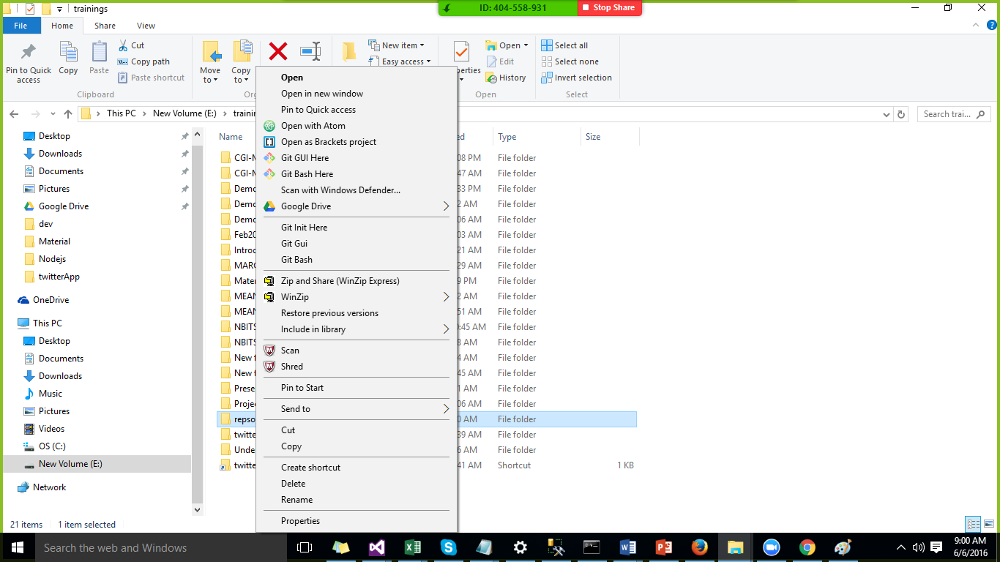 trainings
ID: 404-558-931
Stop Share
File Home Share View
Pin to Quick access
Copy
Paste
Cut
Copy path
Paste shortcut
Clipboard
Move to
Copy to
New item
Easy access
Open
Edit
History
Open
Select all
Select none
Invert selection
Select
This PC > New Volume (E:) >
Search trai...
Desktop
Downloads
Documents
Pictures
Google Drive
dev
Material
Nodejs
twitterApp
OneDrive
This PC
Desktop
Documents
Downloads
Music
Pictures
Videos
OS (C:)
New Volume (E:)
Network
Name Type Size
CGI-M 08 PM File folder
CGI-M 47 AM File folder
Demo 33 PM File folder
Demo 2 AM File folder
Demo 06 AM File folder
Feb20 03 AM File folder
Introd 21 AM File folder
MARC 29 AM File folder
Mater 9 PM File folder
MEAN 2 AM File folder
MEAN 51 AM File folder
NBITS 0:45 AM File folder
NBITS 8 AM File folder
New f 4 AM File folder
New f 45 AM File folder
Prese 1 AM File folder
Projec 06 AM File folder
repso 0 AM File folder
twitte 39 AM File folder
Unde 6 AM File folder
twitte 41 AM Shortcut 1 KB
Open
Open in new window
Pin to Quick access
Open with Atom
Open as Brackets project
Git GUI Here
Git Bash Here
Scan with Windows Defender...
Google Drive
Git Init Here
Git Gui
Git Bash
Zip and Share (WinZip Express)
WinZip
Restore previous versions
Include in library
Scan
Shred
Pin to Start
Send to
Cut
Copy
Create shortcut
Delete
Rename
Properties
21 items 1 item selected
Search the web and Windows
9:00 AM
6/6/2016